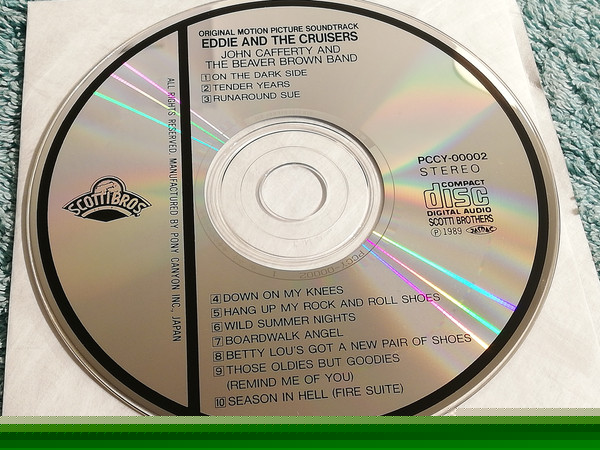 ORIGINAL MOTION PICTURE SOUNDTRACK
EDDIE AND THE CRUISERS
JOHN CAFFERTY AND
THE BEAVER BROWN BAND
1 ON THE DARK SIDE
2 TENDER YEARS
3 RUNAROUND SUE
ALL RIGHTS RESERVED. MANUFACTURED BY PONY CANYON INC., JAPAN
SCOTTI BROS.
PCCY-00002
STEREO
COMPACT
disc
DIGITAL AUDIO
SCOTTI BROTHERS
Ⓟ 1989 JASRAC
PCCY-00002
4 DOWN ON MY KNEES
5 HANG UP MY ROCK AND ROLL SHOES
6 WILD SUMMER NIGHTS
7 BOARDWALK ANGEL
8 BETTY LOU'S GOT A NEW PAIR OF SHOES
9 THOSE OLDIES BUT GOODIES
(REMIND ME OF YOU)
10 SEASON IN HELL (FIRE SUITE)